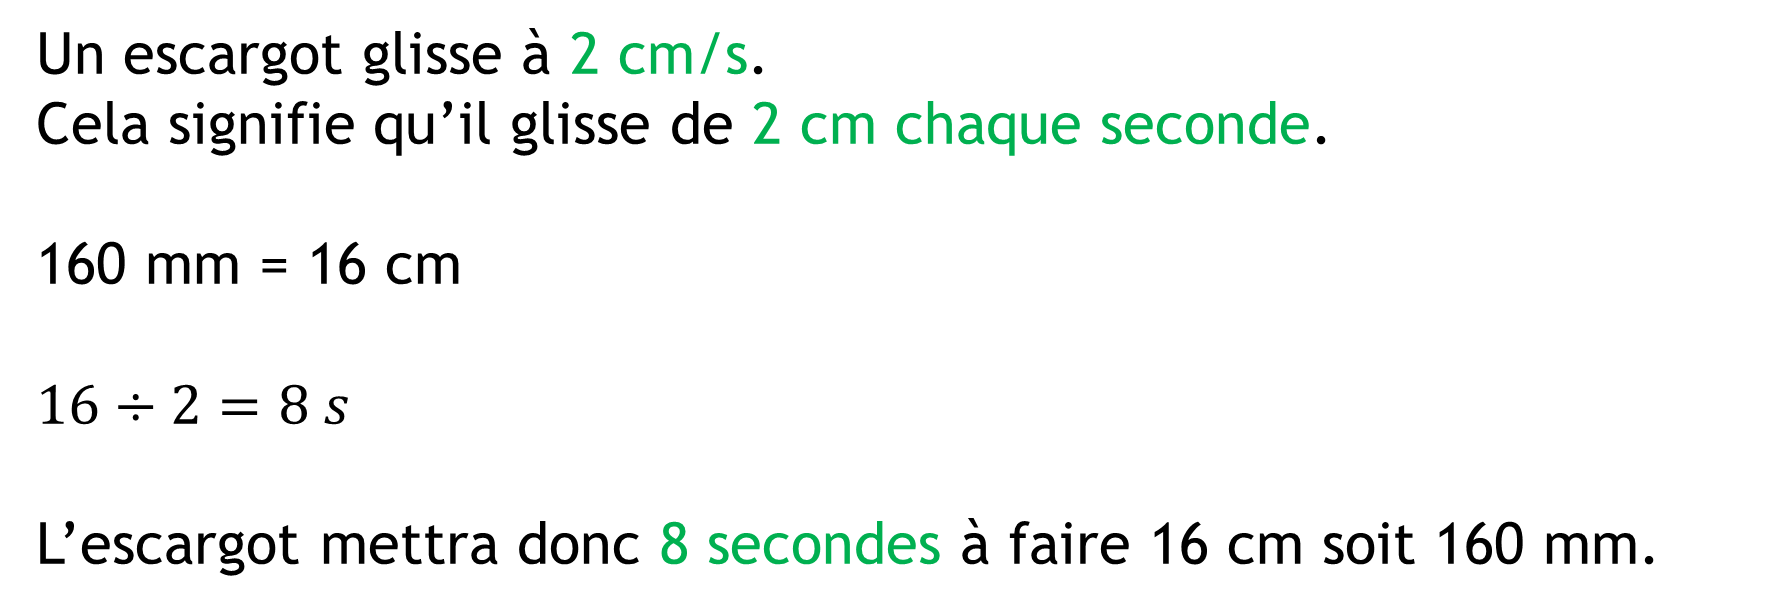 Un escargot glisse à 2 cm/s.
Cela signifie qu’il glisse de 2 cm chaque seconde.
160 mm = 16 cm
16 ÷ 2 = 8 s
L’escargot mettra donc 8 secondes à faire 16 cm soit 160 mm.